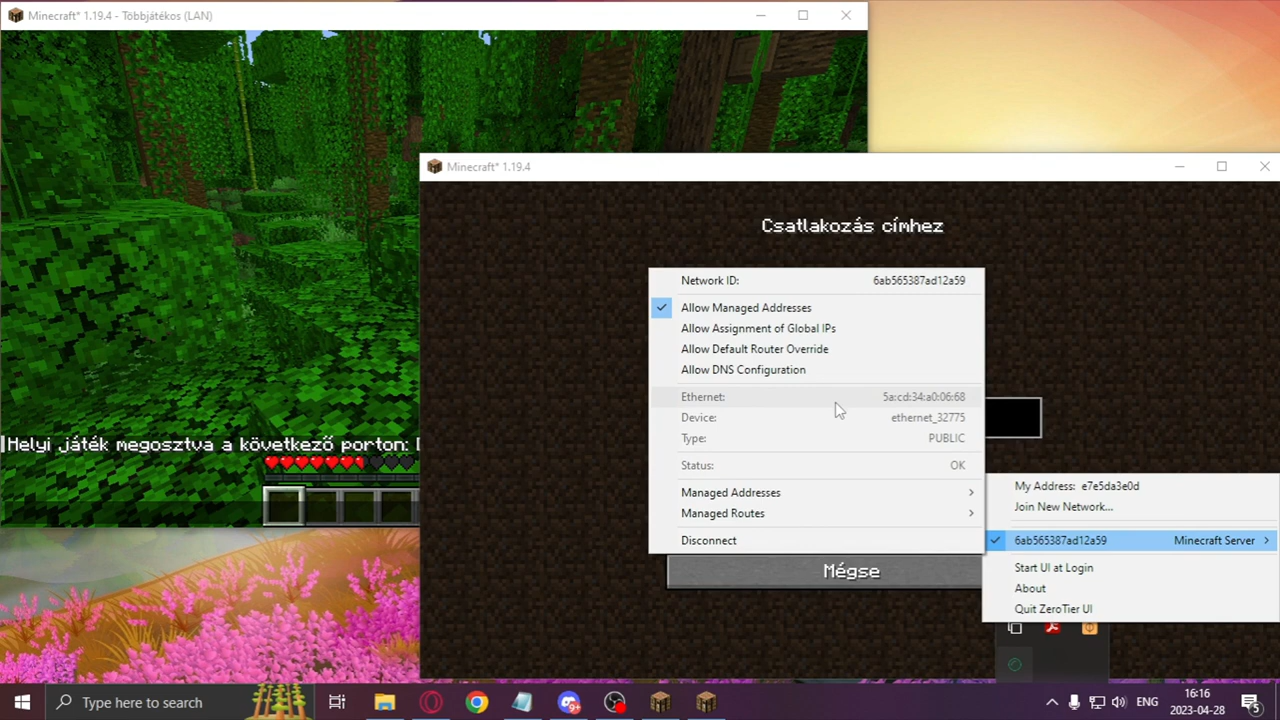 Minecraft* 1.19.4 - Többjátékos (LAN)
Helyi játék megosztva a következő porton:
Minecraft* 1.19.4
Csatlakozás címhez
Network ID: 6ab565387ad12a59
Allow Managed Addresses
Allow Assignment of Global IPs
Allow Default Router Override
Allow DNS Configuration
Ethernet: 5a:cd:34:a0:06:68
Device: ethernet_32775
Type: PUBLIC
Status: OK
Managed Addresses
Managed Routes
Disconnect
Mégse
My Address: e7e5da3e0d
Join New Network...
6ab565387ad12a59 Minecraft Server
Start UI at Login
About
Quit ZeroTier UI
Type here to search
9+
ENG
16:16
2023-04-28
5